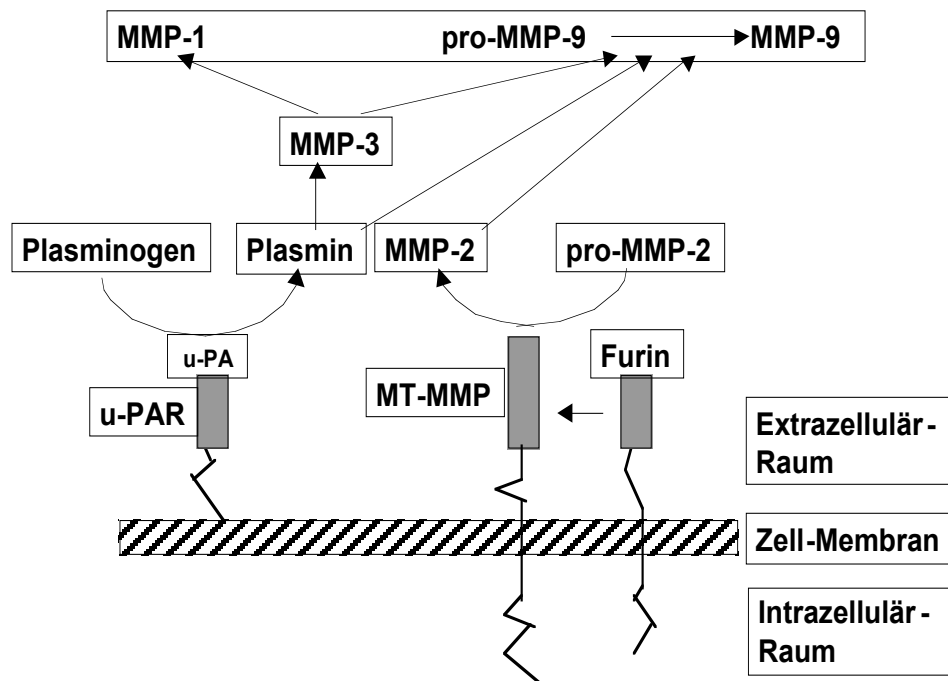 MMP-1
pro-MMP-9
MMP-9
MMP-3
Plasminogen
Plasmin
MMP-2
pro-MMP-2
u-PA
Furin
u-PAR
MT-MMP
Extrazellulär-
Raum
Zell-Membran
Intrazellulär-
Raum